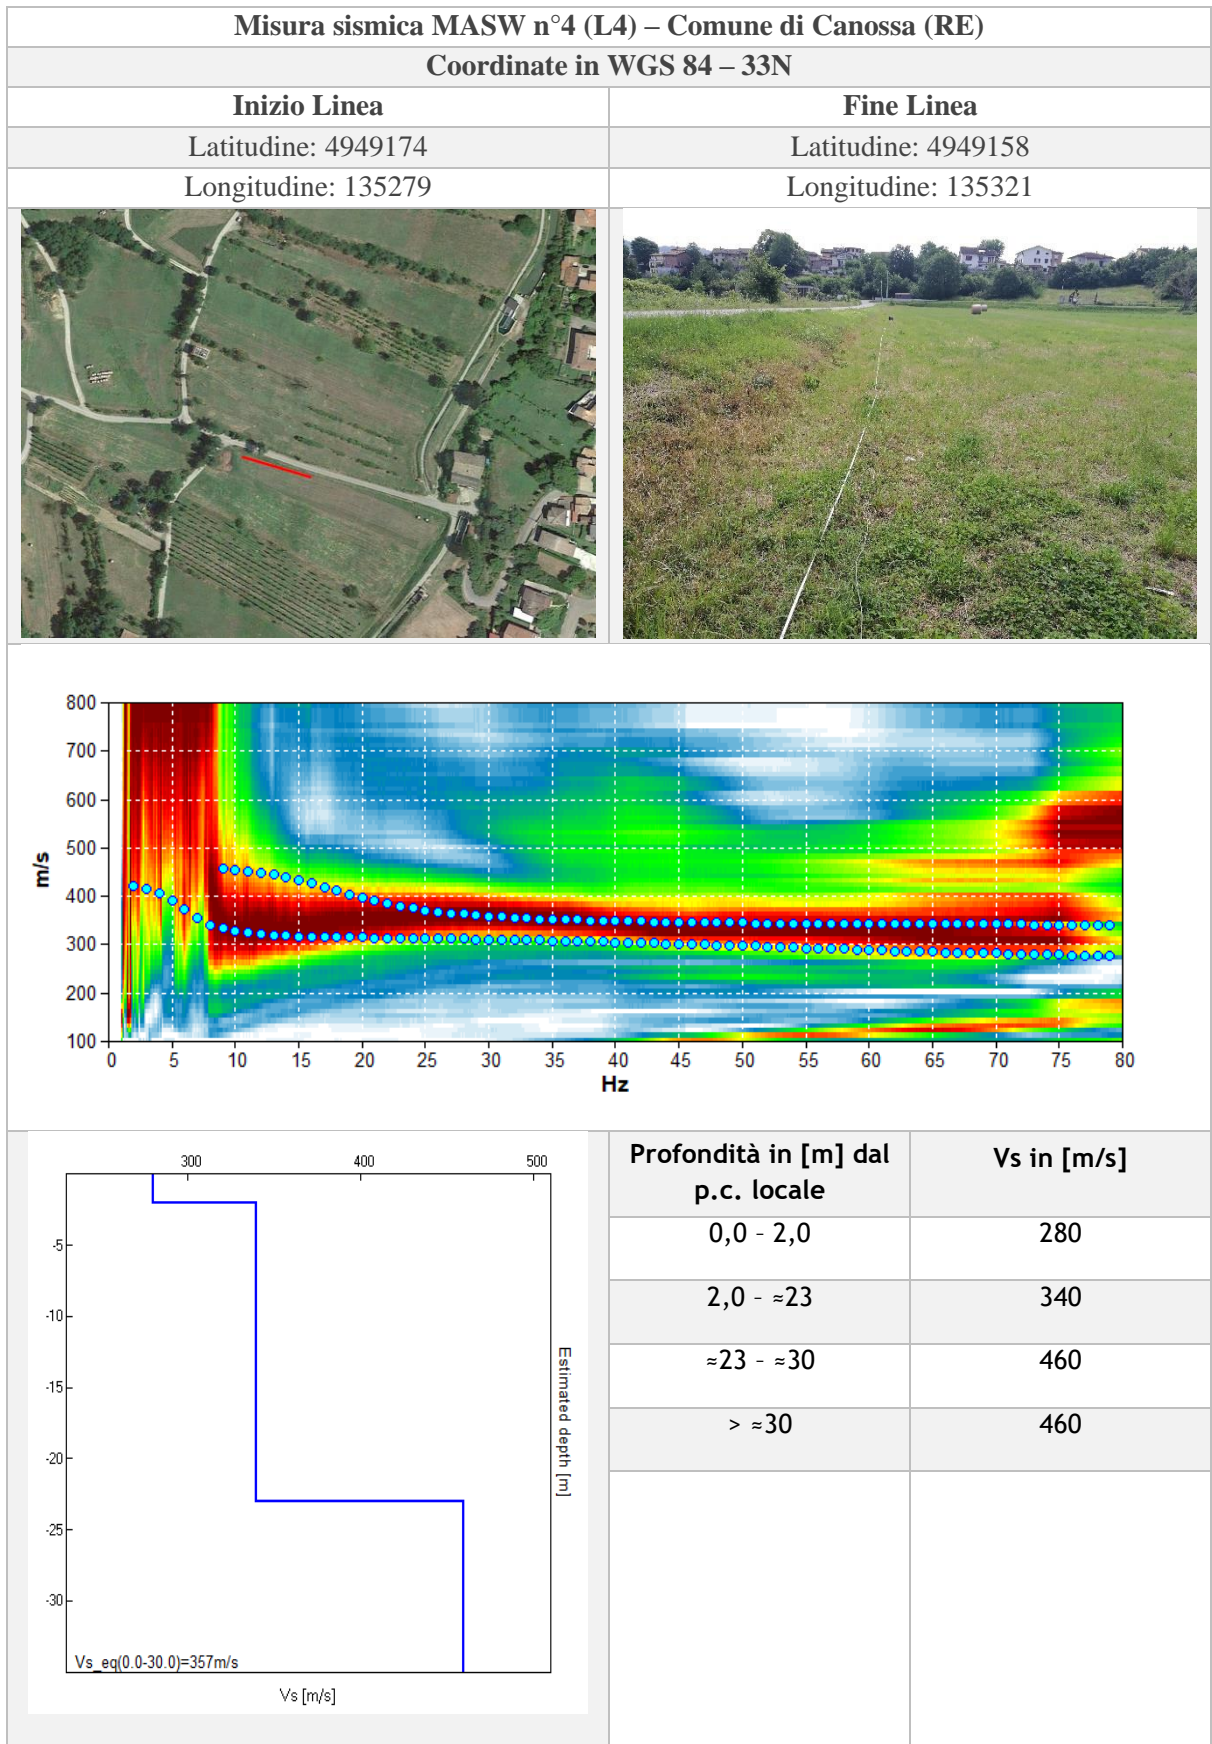 Misura sismica MASW n°4 (L4) – Comune di Canossa (RE)
Coordinate in WGS 84 – 33N
Inizio Linea
Fine Linea
Latitudine: 4949174
Latitudine: 4949158
Longitudine: 135279
Longitudine: 135321
800
700
600
500
400
300
200
100
m/s
0 5 10 15 20 25 30 35 40 45 50 55 60 65 70 75 80
Hz
300 400 500
-5
-10
-15
-20
-25
-30
Estimated depth [m]
Vs_eq(0.0-30.0)=357m/s
Vs [m/s]
Profondità in [m] dal
p.c. locale
Vs in [m/s]
0,0 – 2,0
280
2,0 – ≈23
340
≈23 – ≈30
460
> ≈30
460